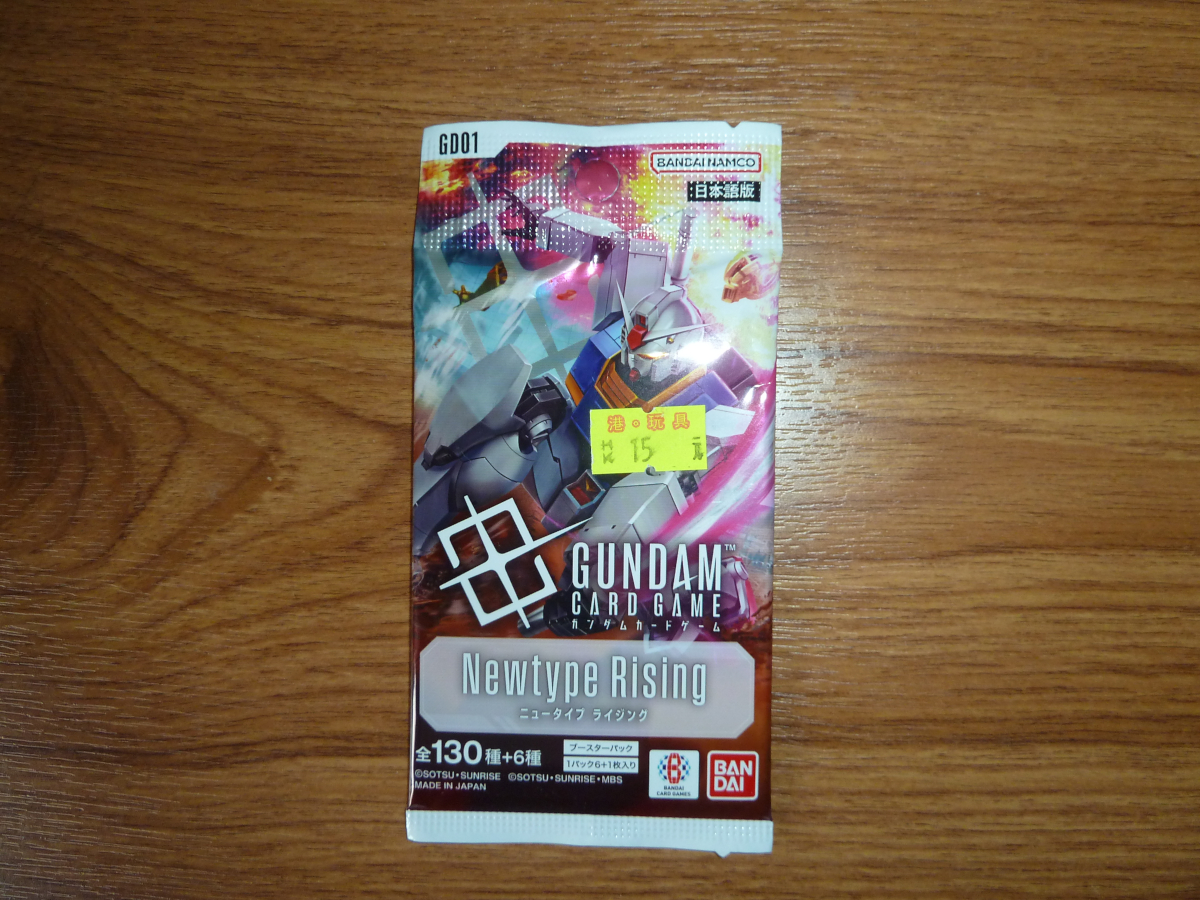 GD01
BANDAI NAMCO
日本語版
港・玩具
15 元
GUNDAM™
CARD GAME
ガンダムカードゲーム
Newtype Rising
ニュータイプ ライジング
全130種+6種
ブースターパック
1パック6+1枚入り
©SOTSU・SUNRISE ©SOTSU・SUNRISE・MBS
MADE IN JAPAN
BANDAI
CARD GAMES
BAN
DAI